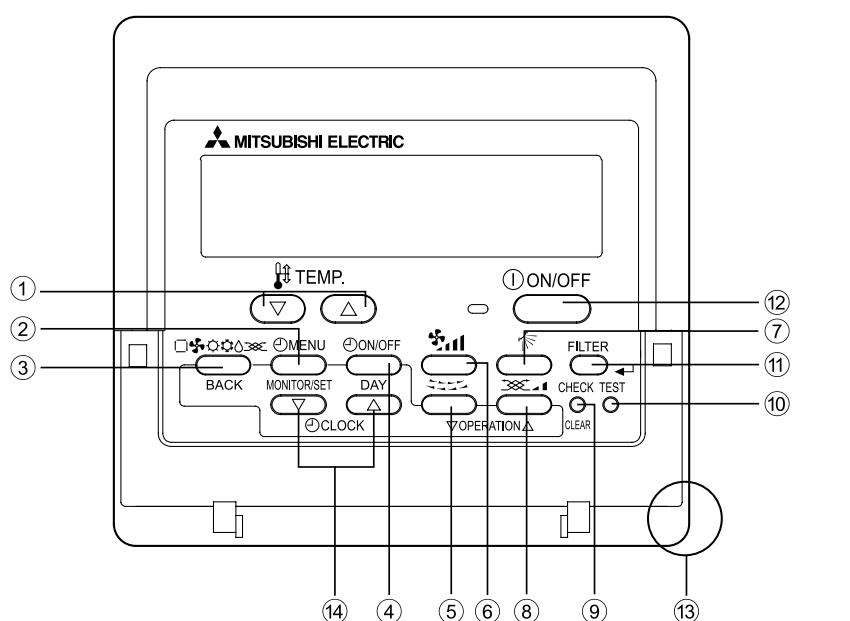 MITSUBISHI ELECTRIC
TEMP.
ON/OFF
① ⑫
② MENU ON/OFF FILTER ⑦
③ BACK MONITOR/SET DAY CHECK TEST ⑪
CLOCK ▽OPERATION△ CLEAR ⑩
⑭ ④ ⑤ ⑥ ⑧ ⑨ ⑬